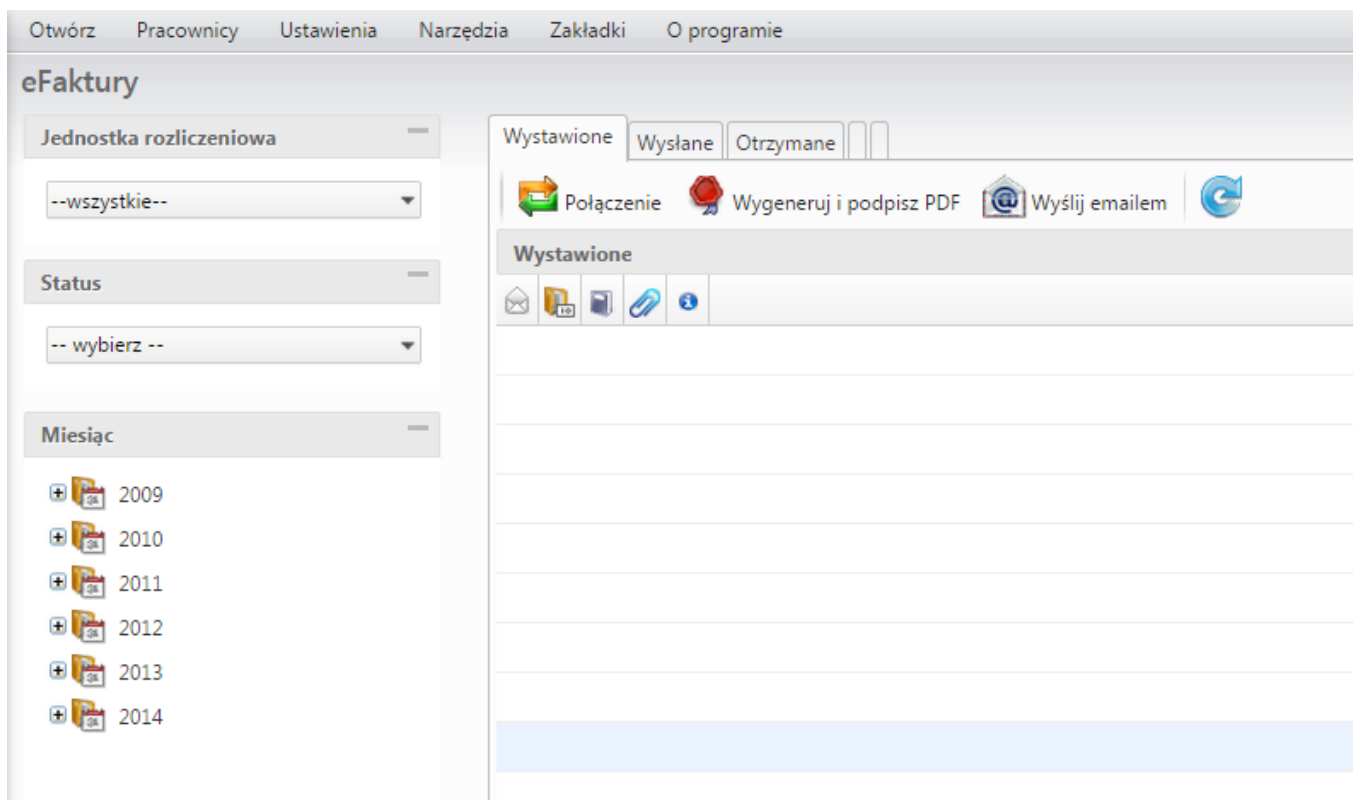 Otwórz Pracownicy Ustawienia Narzędzia Zakładki O programie
eFaktury
Jednostka rozliczeniowa
--wszystkie--
Status
-- wybierz --
Miesiąc
2009
2010
2011
2012
2013
2014
Wystawione Wysłane Otrzymane
Połączenie Wygeneruj i podpisz PDF Wyślij emailem
Wystawione